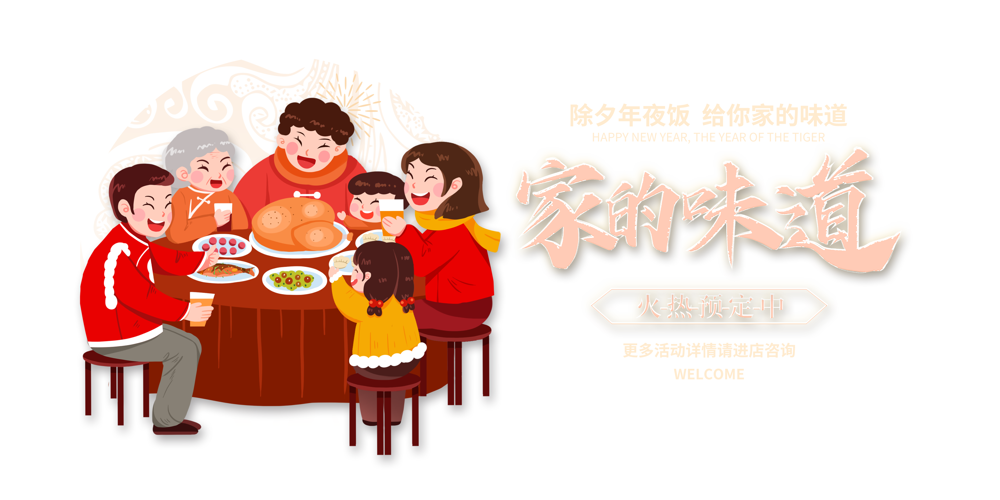 除夕年夜饭 给你家的味道
HAPPY NEW YEAR, THE YEAR OF THE TIGER
家的味道
火-热-预-定-中
更多活动详情请进店咨询
WELCOME